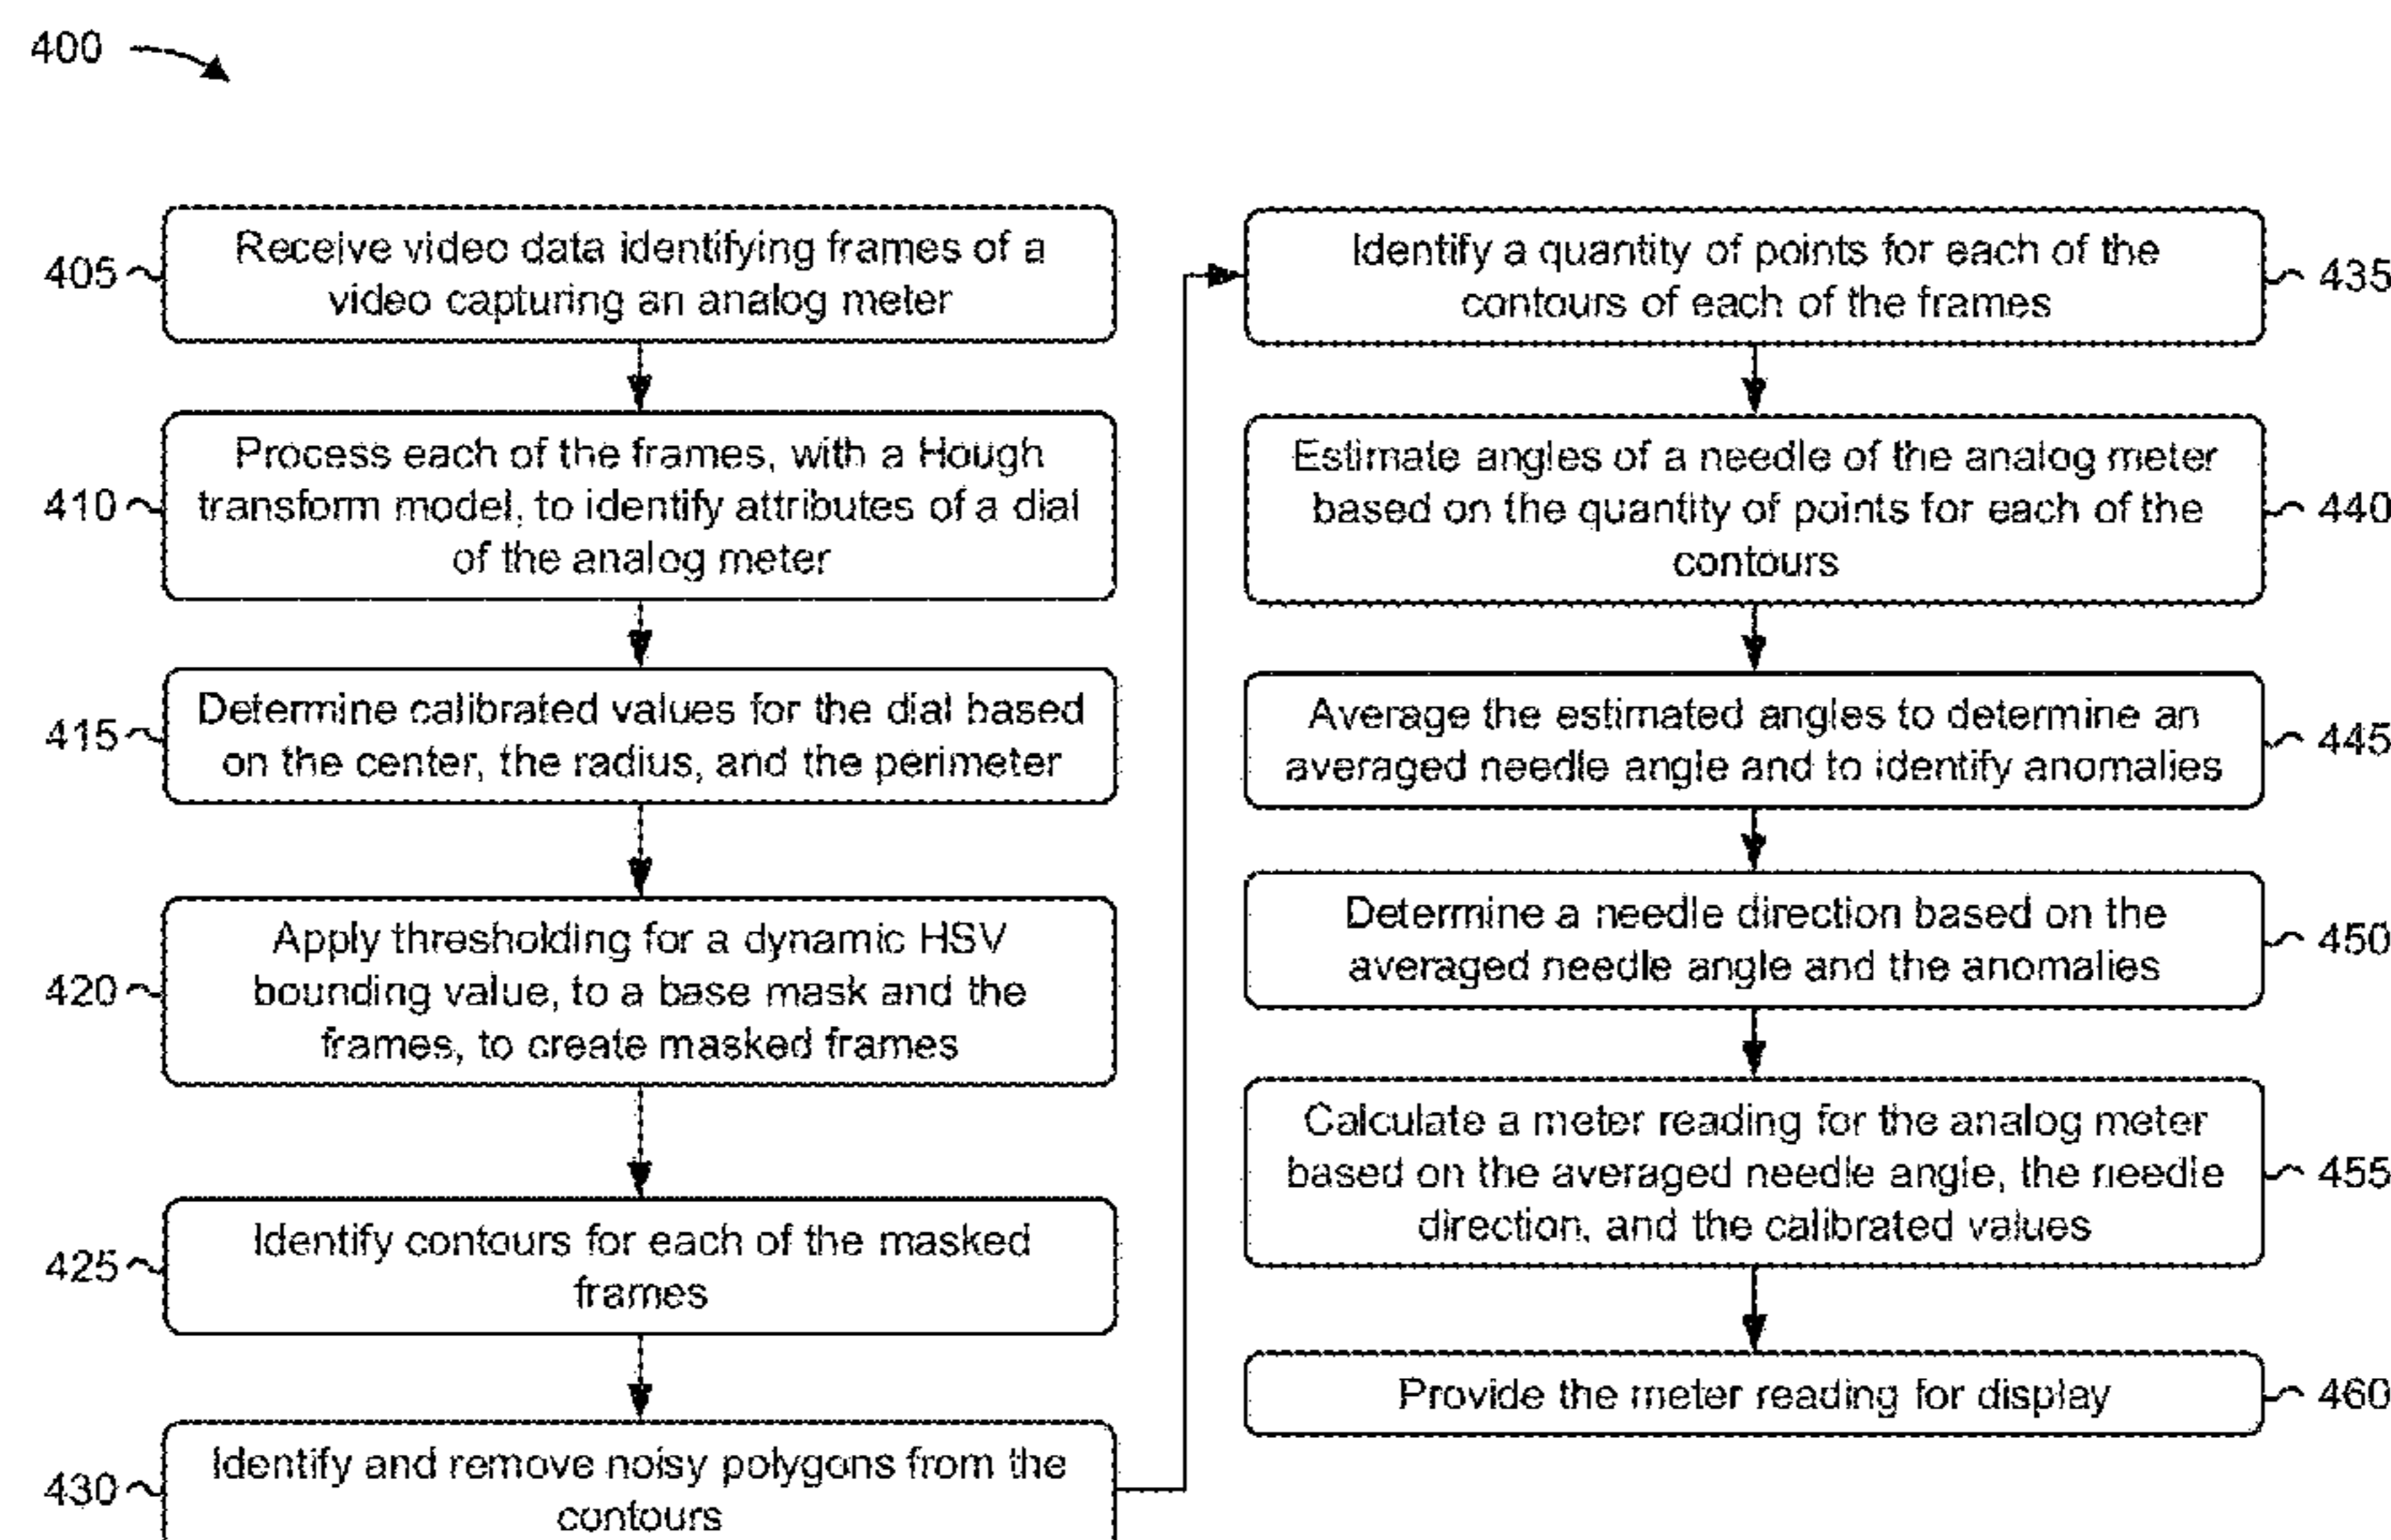 400
405
Receive video data identifying frames of a
video capturing an analog meter
410
Process each of the frames, with a Hough
transform model, to identify attributes of a dial
of the analog meter
415
Determine calibrated values for the dial based
on the center, the radius, and the perimeter
420
Apply thresholding for a dynamic HSV
bounding value, to a base mask and the
frames, to create masked frames
425
Identify contours for each of the masked
frames
430
Identify and remove noisy polygons from the
contours
435
Identify a quantity of points for each of the
contours of each of the frames
440
Estimate angles of a needle of the analog meter
based on the quantity of points for each of the
contours
445
Average the estimated angles to determine an
averaged needle angle and to identify anomalies
450
Determine a needle direction based on the
averaged needle angle and the anomalies
455
Calculate a meter reading for the analog meter
based on the averaged needle angle, the needle
direction, and the calibrated values
460
Provide the meter reading for display